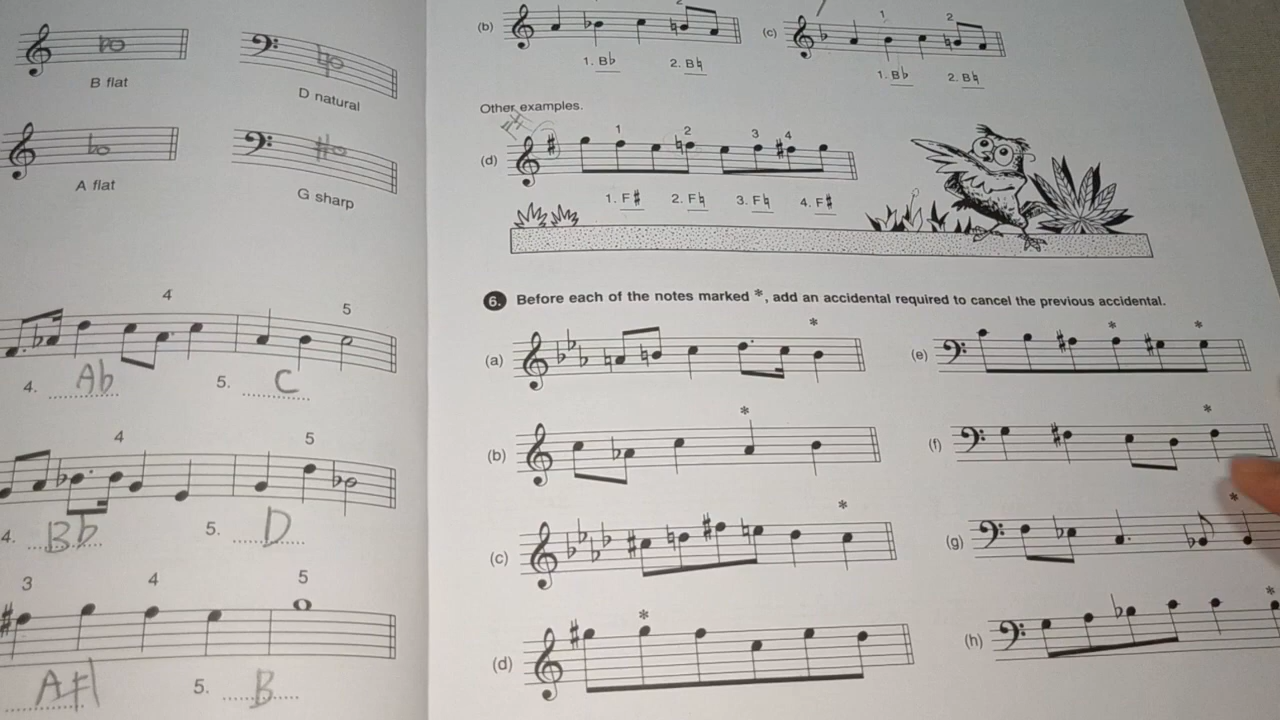 B flat
D natural
A flat
G sharp
4
5
4. Ab
5. C
4
5
4. Bb
5. D
3
4
5
A#
5. B
(b)
2
1. B♭
2. B♮
(c)
1
2
1. B♭
2. B♮
Other examples.
F#
(d)
1
2
3
4
1. F♯
2. F♮
3. F♮
4. F♯
6. Before each of the notes marked *, add an accidental required to cancel the previous accidental.
(a)
*
(e)
*
*
(b)
*
(f)
*
(c)
*
(g)
*
(d)
*
(h)
*